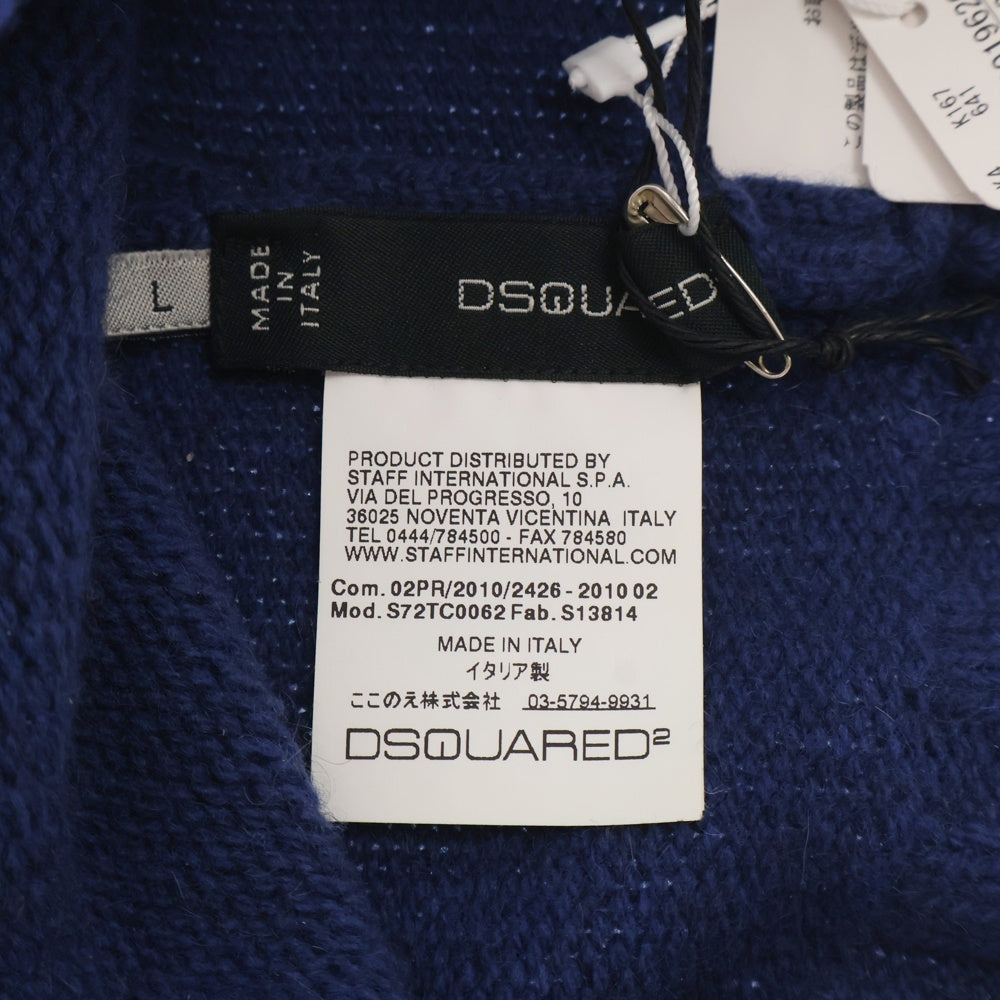 K167
641
L
MADE
IN
ITALY
DSQUARED
PRODUCT DISTRIBUTED BY
STAFF INTERNATIONAL S.P.A.
VIA DEL PROGRESSO, 10
36025 NOVENTA VICENTINA ITALY
TEL 0444/784500 - FAX 784580
WWW.STAFFINTERNATIONAL.COM
Com. 02PR/2010/2426 - 2010 02
Mod. S72TC0062 Fab. S13814
MADE IN ITALY
イタリア製
ここのえ株式会社 03-5794-9931
DSQUARED²